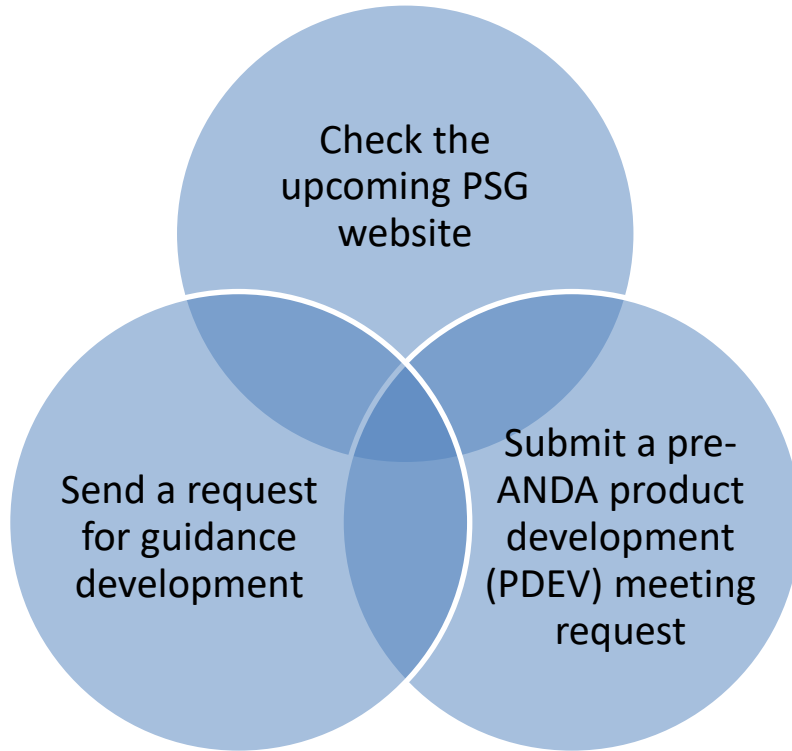 Check the
upcoming PSG
website
Send a request
for guidance
development
Submit a pre-
ANDA product
development
(PDEV) meeting
request